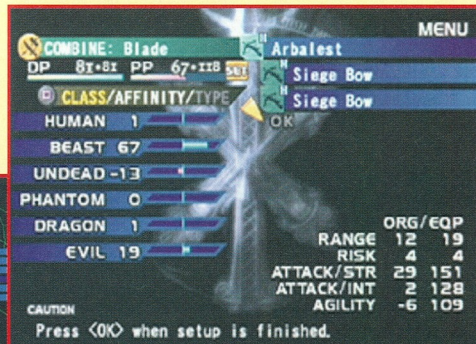 MENU
COMBINE: Blade
H Arbalest
DP 81·81 PP 67·118 SET
H Siege Bow
CLASS/AFFINITY/TYPE
H Siege Bow
OK
HUMAN 1
BEAST 67
UNDEAD -13
PHANTOM 0
DRAGON 1
EVIL 19
ORG/EQP
RANGE 12 19
RISK 4 4
ATTACK/STR 29 151
ATTACK/INT 2 128
AGILITY -6 109
CAUTION
Press <OK> when setup is finished.